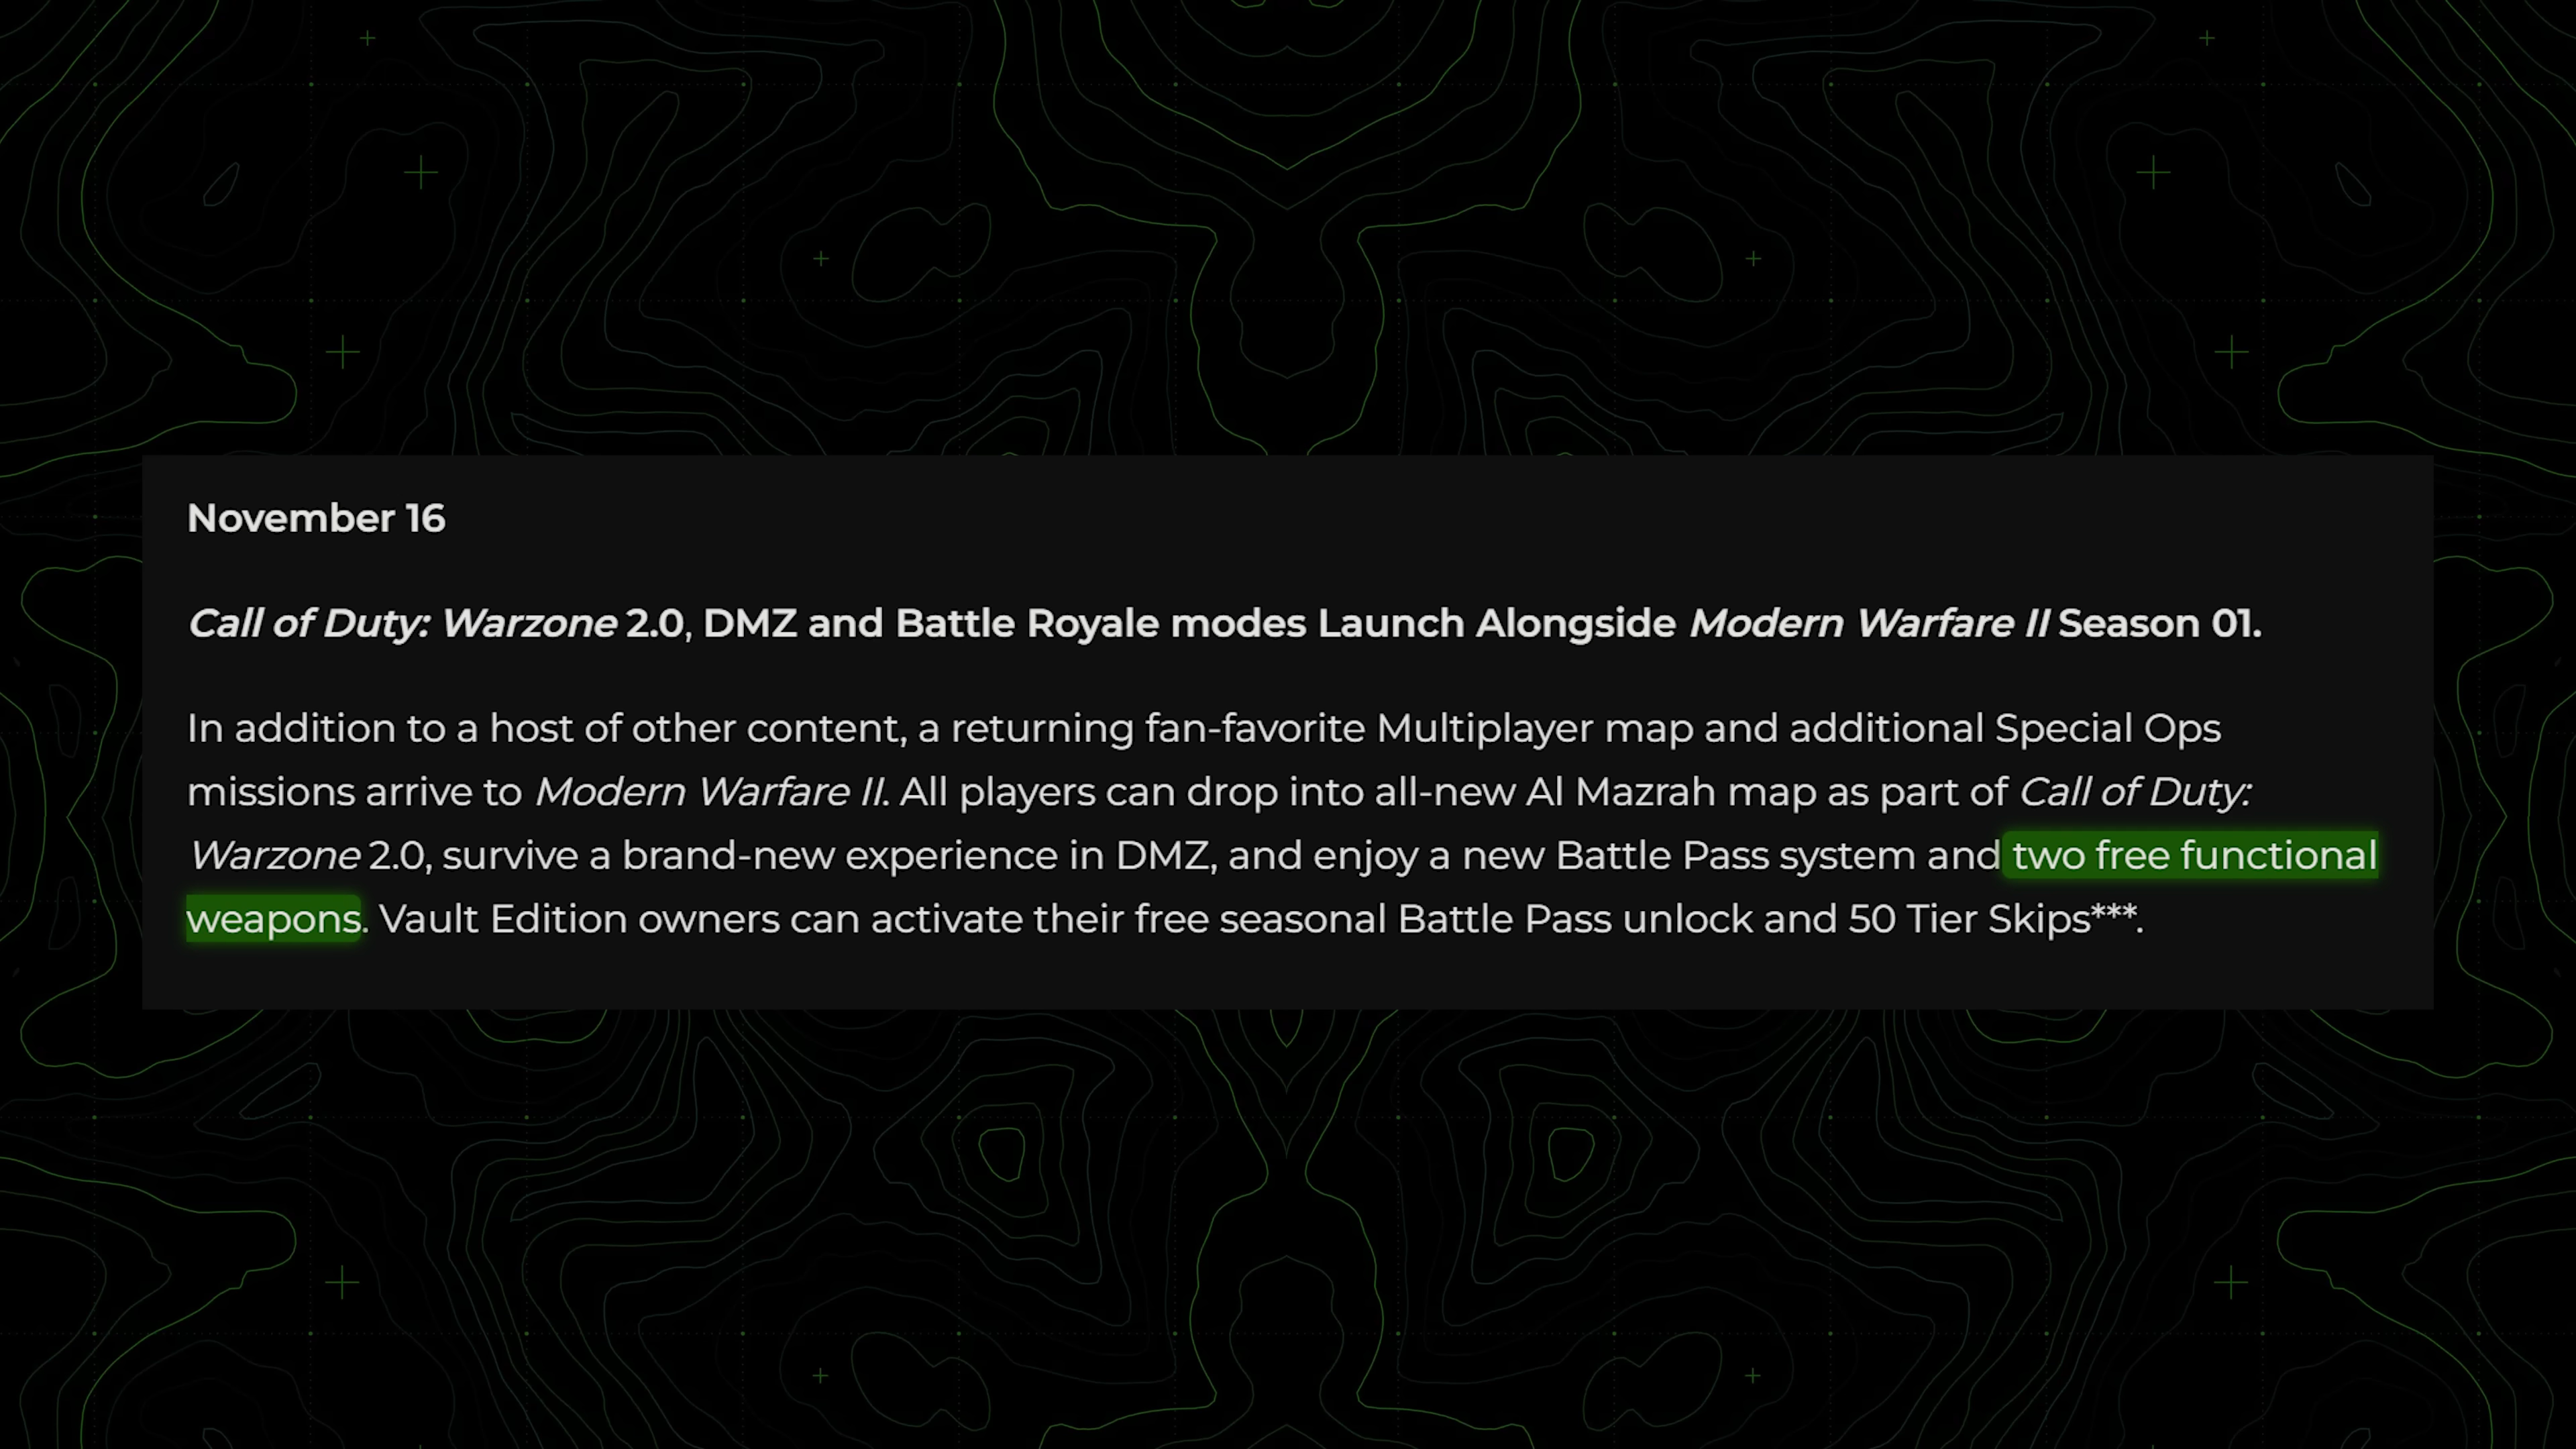 November 16
Call of Duty: Warzone 2.0, DMZ and Battle Royale modes Launch Alongside Modern Warfare II Season 01.
In addition to a host of other content, a returning fan-favorite Multiplayer map and additional Special Ops
missions arrive to Modern Warfare II. All players can drop into all-new Al Mazrah map as part of Call of Duty:
Warzone 2.0, survive a brand-new experience in DMZ, and enjoy a new Battle Pass system and two free functional
weapons. Vault Edition owners can activate their free seasonal Battle Pass unlock and 50 Tier Skips***.